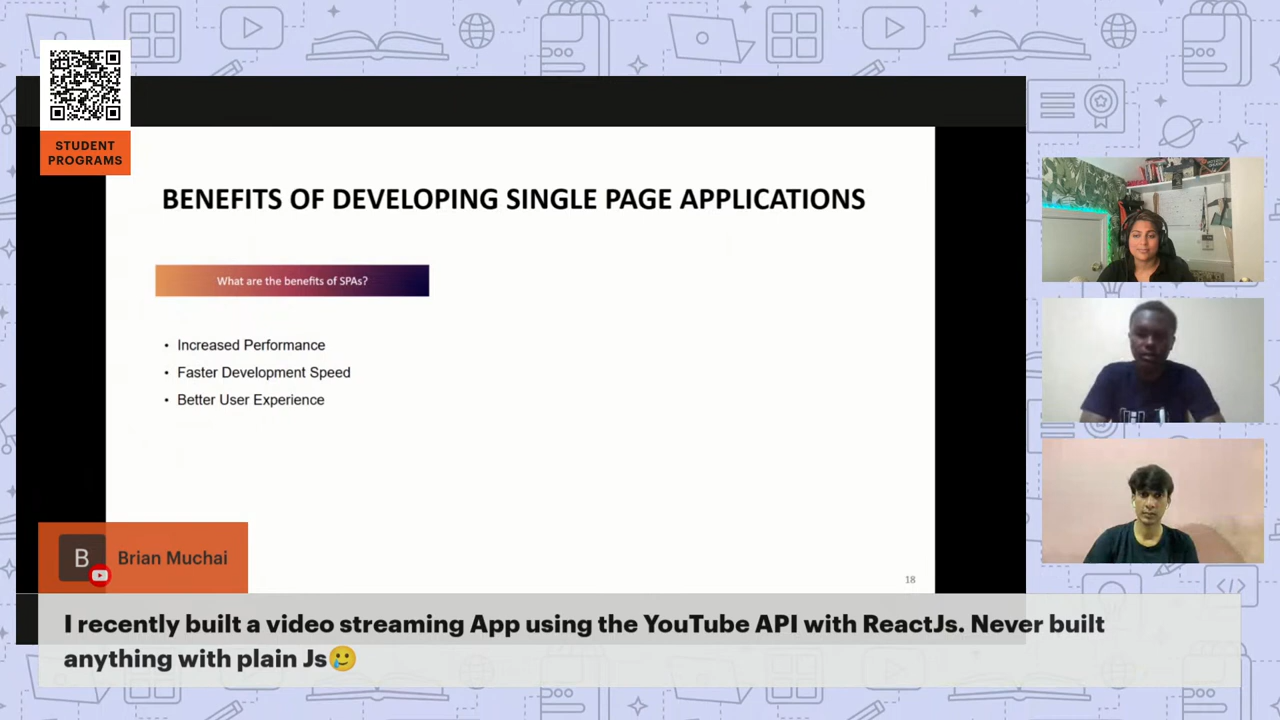 STUDENT
PROGRAMS
BENEFITS OF DEVELOPING SINGLE PAGE APPLICATIONS
What are the benefits of SPAs?
• Increased Performance
• Faster Development Speed
• Better User Experience
18
B
Brian Muchai
I recently built a video streaming App using the YouTube API with ReactJs. Never built
anything with plain Js🥲